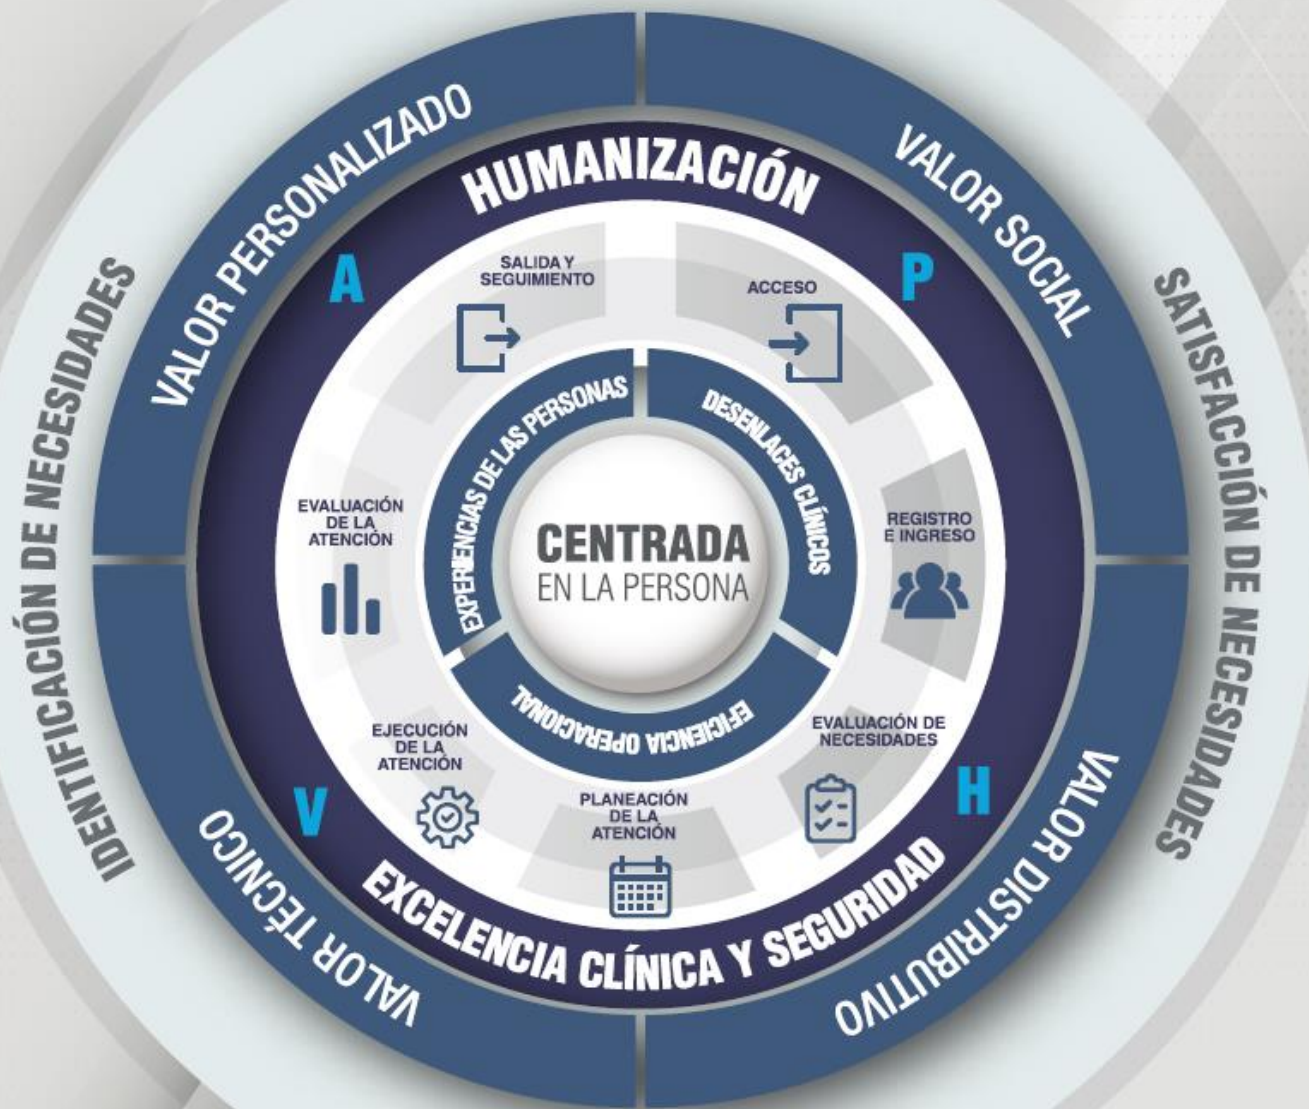 IDENTIFICACIÓN DE NECESIDADES
SATISFACCIÓN DE NECESIDADES
VALOR PERSONALIZADO
VALOR SOCIAL
VALOR DISTRIBUTIVO
VALOR TÉCNICO
HUMANIZACIÓN
A
P
H
V
EXCELENCIA CLÍNICA Y SEGURIDAD
SALIDA Y
SEGUIMIENTO
ACCESO
REGISTRO
E INGRESO
EVALUACIÓN DE
NECESIDADES
PLANEACIÓN
DE LA
ATENCIÓN
EJECUCIÓN
DE LA
ATENCIÓN
EVALUACIÓN
DE LA
ATENCIÓN
EXPERIENCIAS DE LAS PERSONAS
DESENLACES CLÍNICOS
EFICIENCIA OPERACIONAL
CENTRADA
EN LA PERSONA